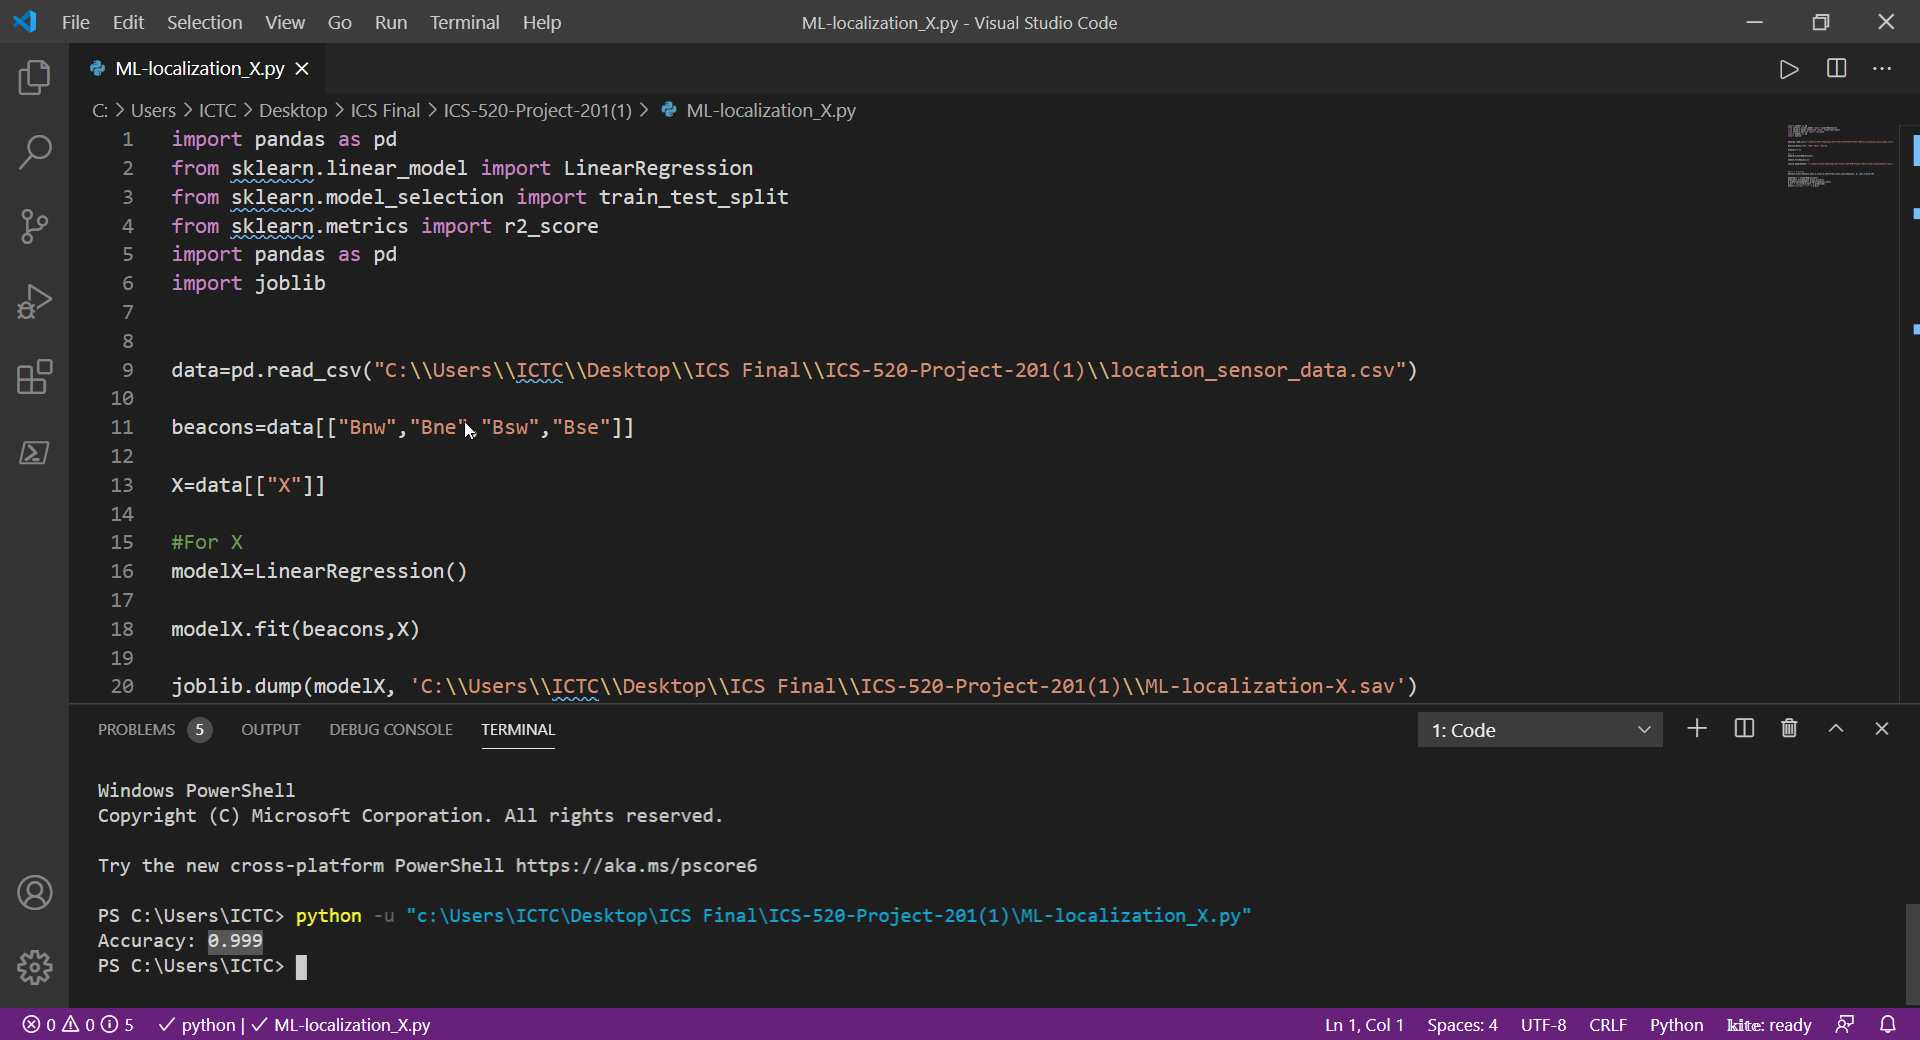 File Edit Selection View Go Run Terminal Help ML-localization_X.py - Visual Studio Code
ML-localization_X.py
C: > Users > ICTC > Desktop > ICS Final > ICS-520-Project-201(1) > ML-localization_X.py
1 import pandas as pd
2 from sklearn.linear_model import LinearRegression
3 from sklearn.model_selection import train_test_split
4 from sklearn.metrics import r2_score
5 import pandas as pd
6 import joblib
7
8
9 data=pd.read_csv("C:\\Users\\ICTC\\Desktop\\ICS Final\\ICS-520-Project-201(1)\\location_sensor_data.csv")
10
11 beacons=data[["Bnw","Bne","Bsw","Bse"]]
12
13 X=data[["X"]]
14
15 #For X
16 modelX=LinearRegression()
17
18 modelX.fit(beacons,X)
19
20 joblib.dump(modelX, 'C:\\Users\\ICTC\\Desktop\\ICS Final\\ICS-520-Project-201(1)\\ML-localization-X.sav')
PROBLEMS 5 OUTPUT DEBUG CONSOLE TERMINAL 1: Code
Windows PowerShell
Copyright (C) Microsoft Corporation. All rights reserved.
Try the new cross-platform PowerShell https://aka.ms/pscore6
PS C:\Users\ICTC> python -u "c:\Users\ICTC\Desktop\ICS Final\ICS-520-Project-201(1)\ML-localization_X.py"
Accuracy: 0.999
PS C:\Users\ICTC>
0 0 5 python | ML-localization_X.py Ln 1, Col 1 Spaces: 4 UTF-8 CRLF Python kite: ready